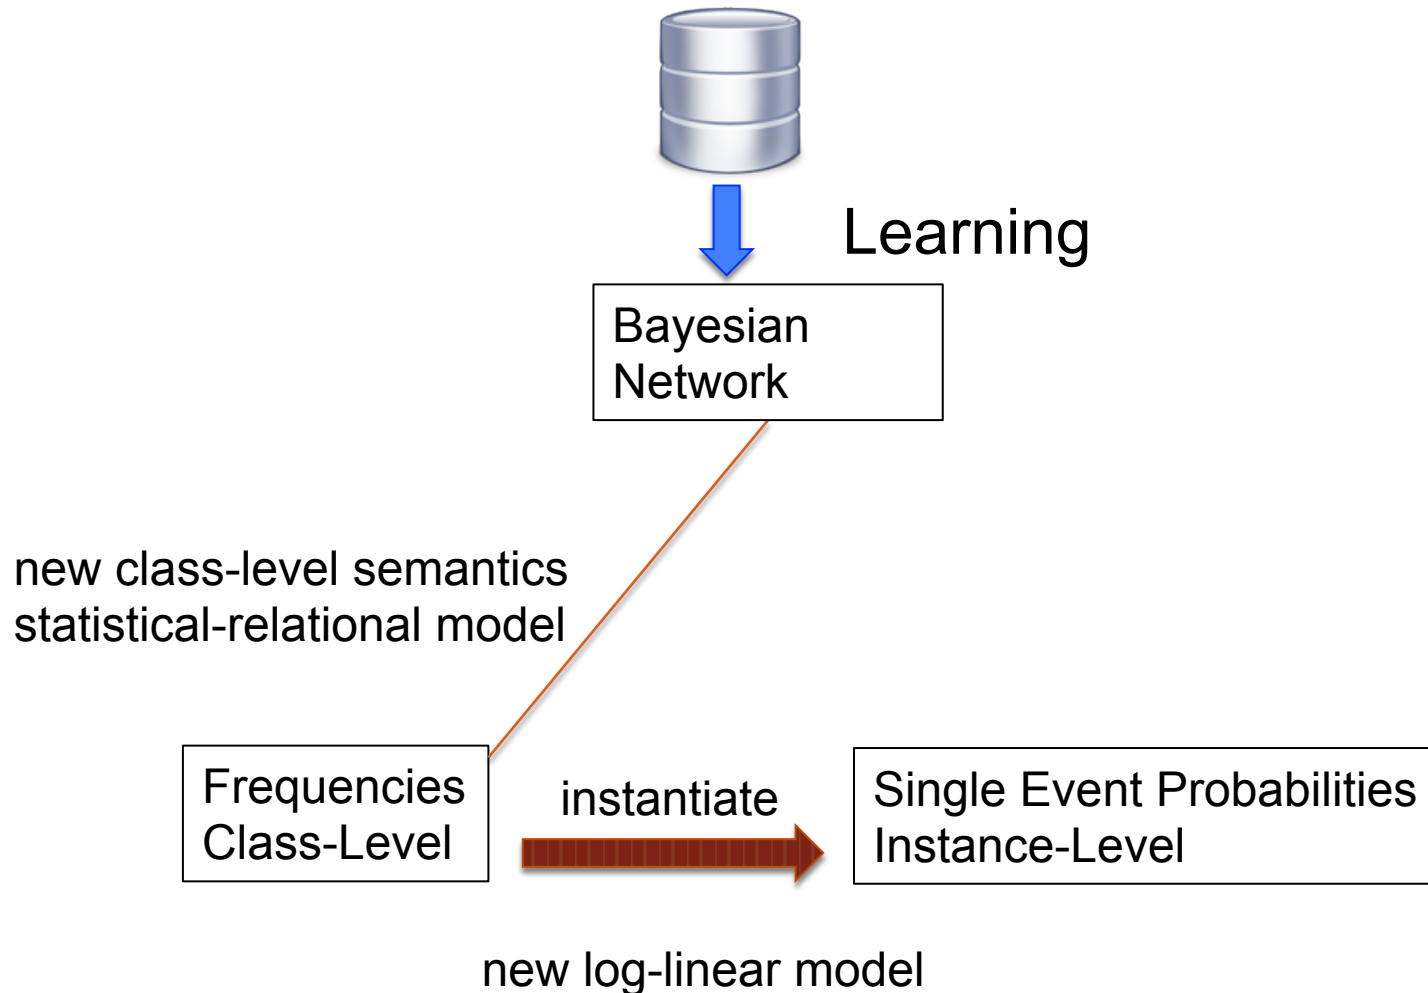 Learning
Bayesian
Network
new class-level semantics
statistical-relational model
Frequencies
Class-Level
instantiate
Single Event Probabilities
Instance-Level
new log-linear model